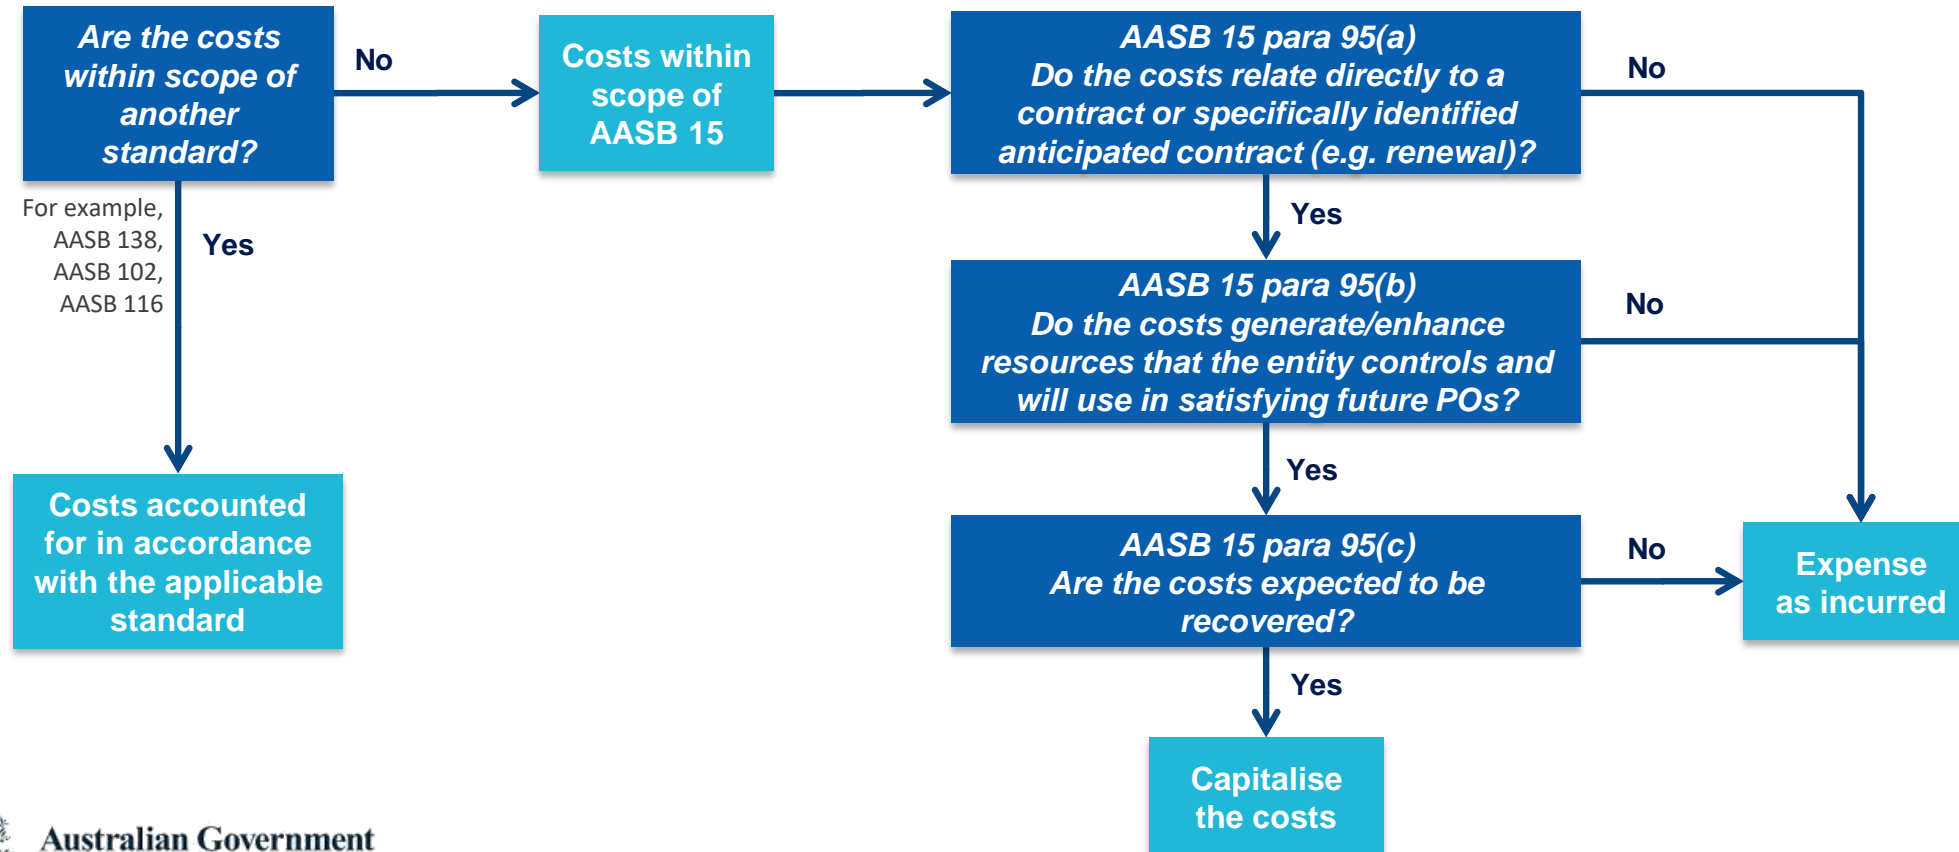 Are the costs
within scope of
another
standard?
No
Costs within
scope of
AASB 15
AASB 15 para 95(a)
Do the costs relate directly to a
contract or specifically identified
anticipated contract (e.g. renewal)?
No
For example,
AASB 138,
AASB 102,
AASB 116
Yes
Yes
AASB 15 para 95(b)
Do the costs generate/enhance
resources that the entity controls and
will use in satisfying future POs?
No
Yes
Costs accounted
for in accordance
with the applicable
standard
AASB 15 para 95(c)
Are the costs expected to be
recovered?
No
Expense
as incurred
Yes
Capitalise
the costs
Australian Government